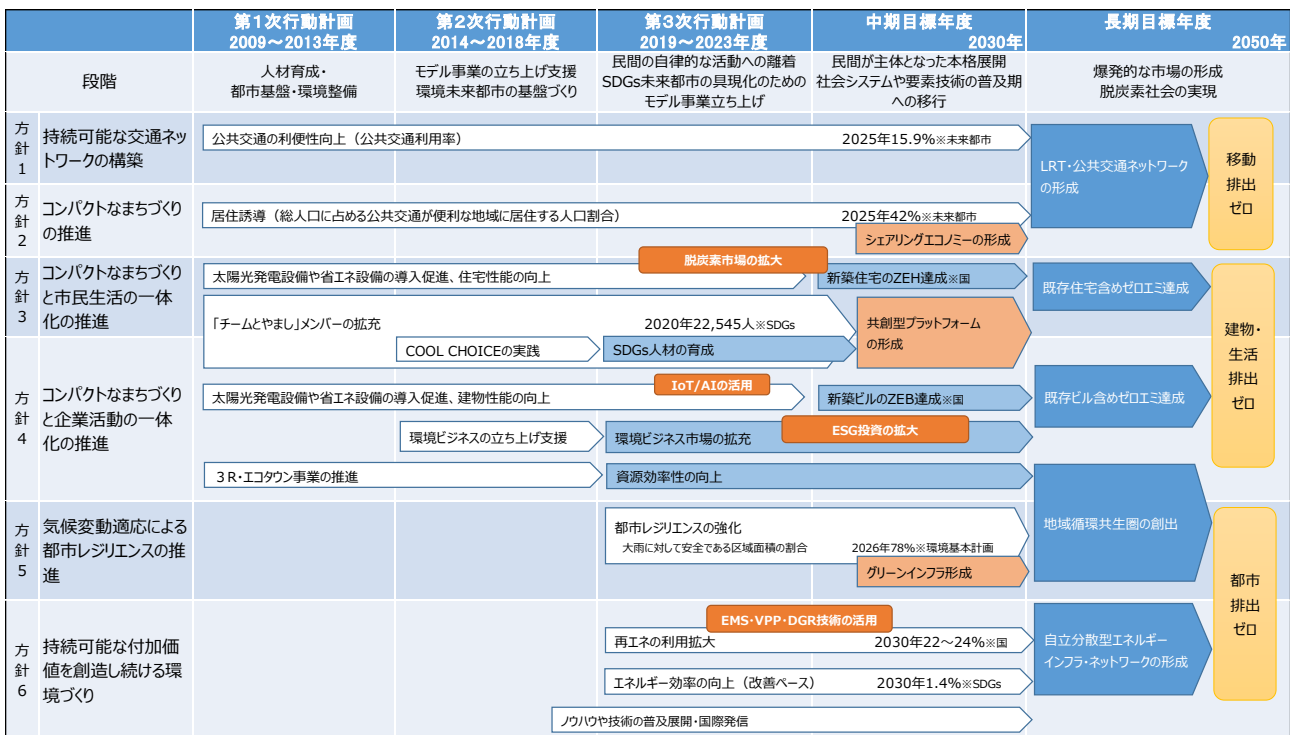 第1次行動計画
2009～2013年度
第2次行動計画
2014～2018年度
第3次行動計画
2019～2023年度
中期目標年度
2030年
長期目標年度
2050年
段階
人材育成・
都市基盤・環境整備
モデル事業の立ち上げ支援
環境未来都市の基盤づくり
民間の自律的な活動への離着
SDGs未来都市の具現化のための
モデル事業立ち上げ
民間が主体となった本格展開
社会システムや要素技術の普及期
への移行
爆発的な市場の形成
脱炭素社会の実現
方針1
持続可能な交通ネッ
トワークの構築
公共交通の利便性向上（公共交通利用率）
2025年15.9%※未来都市
LRT・公共交通ネットワーク
の形成
移動
排出
ゼロ
方針2
コンパクトなまちづくり
の推進
居住誘導（総人口に占める公共交通が便利な地域に居住する人口割合）
2025年42%※未来都市
シェアリングエコノミーの形成
方針3
コンパクトなまちづくり
と市民生活の一体
化の推進
脱炭素市場の拡大
太陽光発電設備や省エネ設備の導入促進、住宅性能の向上
新築住宅のZEH達成※国
既存住宅含めゼロエミ達成
「チームとやまし」メンバーの拡充
2020年22,545人※SDGs
共創型プラットフォーム
の形成
COOL CHOICEの実践
SDGs人材の育成
建物・
生活
排出
ゼロ
方針4
コンパクトなまちづくり
と企業活動の一体
化の推進
IoT/AIの活用
太陽光発電設備や省エネ設備の導入促進、建物性能の向上
新築ビルのZEB達成※国
既存ビル含めゼロエミ達成
環境ビジネスの立ち上げ支援
環境ビジネス市場の拡充
ESG投資の拡大
３R・エコタウン事業の推進
資源効率性の向上
地域循環共生圏の創出
方針5
気候変動適応による
都市レジリエンスの推
進
都市レジリエンスの強化
大雨に対して安全である区域面積の割合
2026年78%※環境基本計画
グリーンインフラ形成
都市
排出
ゼロ
方針6
持続可能な付加価
値を創造し続ける環
境づくり
EMS・VPP・DGR技術の活用
再エネの利用拡大
2030年22～24%※国
自立分散型エネルギー
インフラ・ネットワークの形成
エネルギー効率の向上（改善ペース）
2030年1.4%※SDGs
ノウハウや技術の普及展開・国際発信